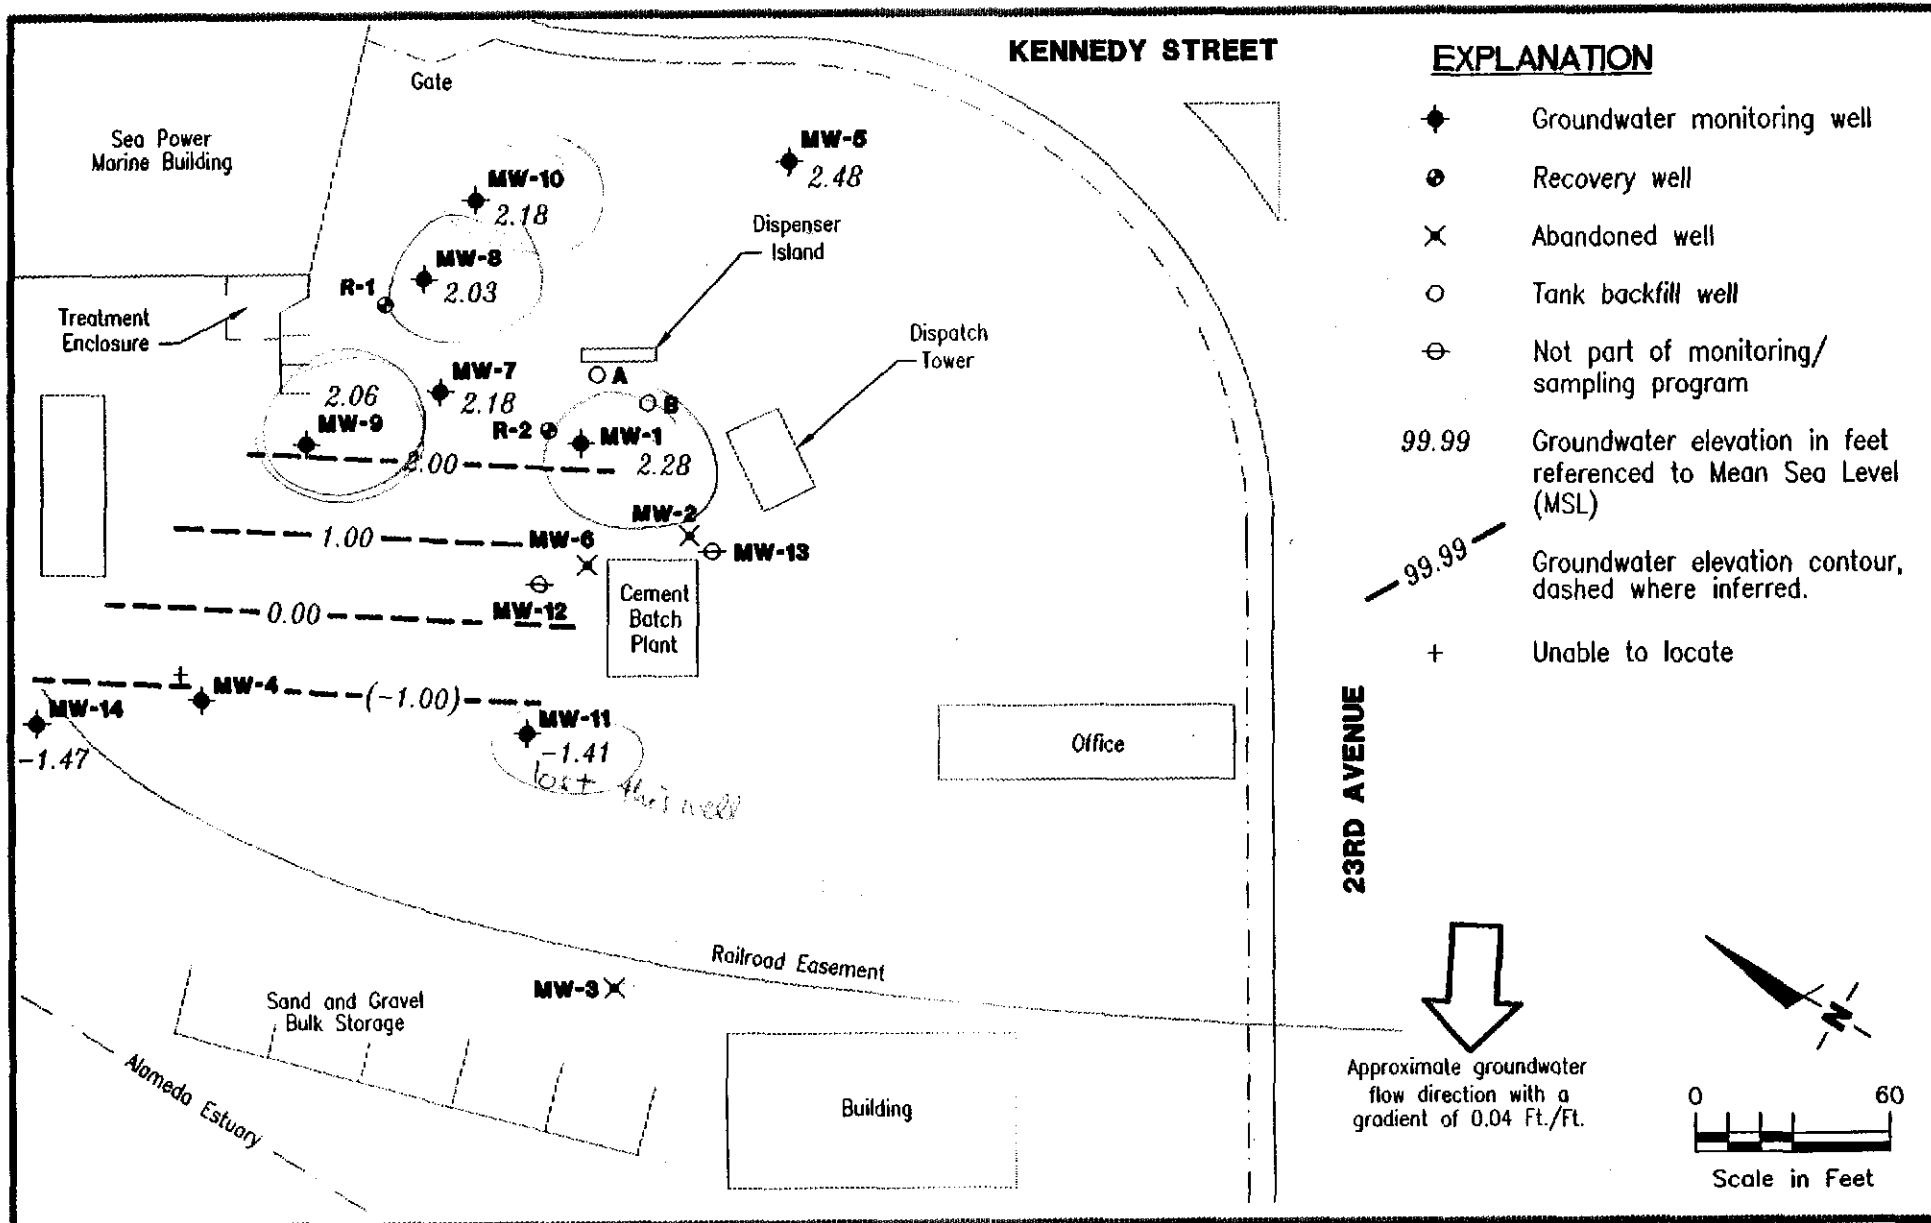 KENNEDY STREET
Gate
Sea Power
Marine Building
MW-5
2.48
MW-10
2.18
Dispenser
Island
MW-8
2.03
R-1
Treatment
Enclosure
Dispatch
Tower
A
B
MW-7
2.18
2.06
MW-9
R-2
MW-1
2.28
2.00
MW-2
1.00
MW-6
MW-13
MW-12
Cement
Batch
Plant
0.00
MW-4
(-1.00)
MW-14
-1.47
MW-11
-1.41
lost this well
Office
23RD AVENUE
Railroad Easement
MW-3
Sand and Gravel
Bulk Storage
Alameda Estuary
Building
EXPLANATION
Groundwater monitoring well
Recovery well
Abandoned well
Tank backfill well
Not part of monitoring/
sampling program
99.99 Groundwater elevation in feet
referenced to Mean Sea Level
(MSL)
99.99 Groundwater elevation contour,
dashed where inferred.
+ Unable to locate
Approximate groundwater
flow direction with a
gradient of 0.04 Ft./Ft.
N
0 60
Scale in Feet